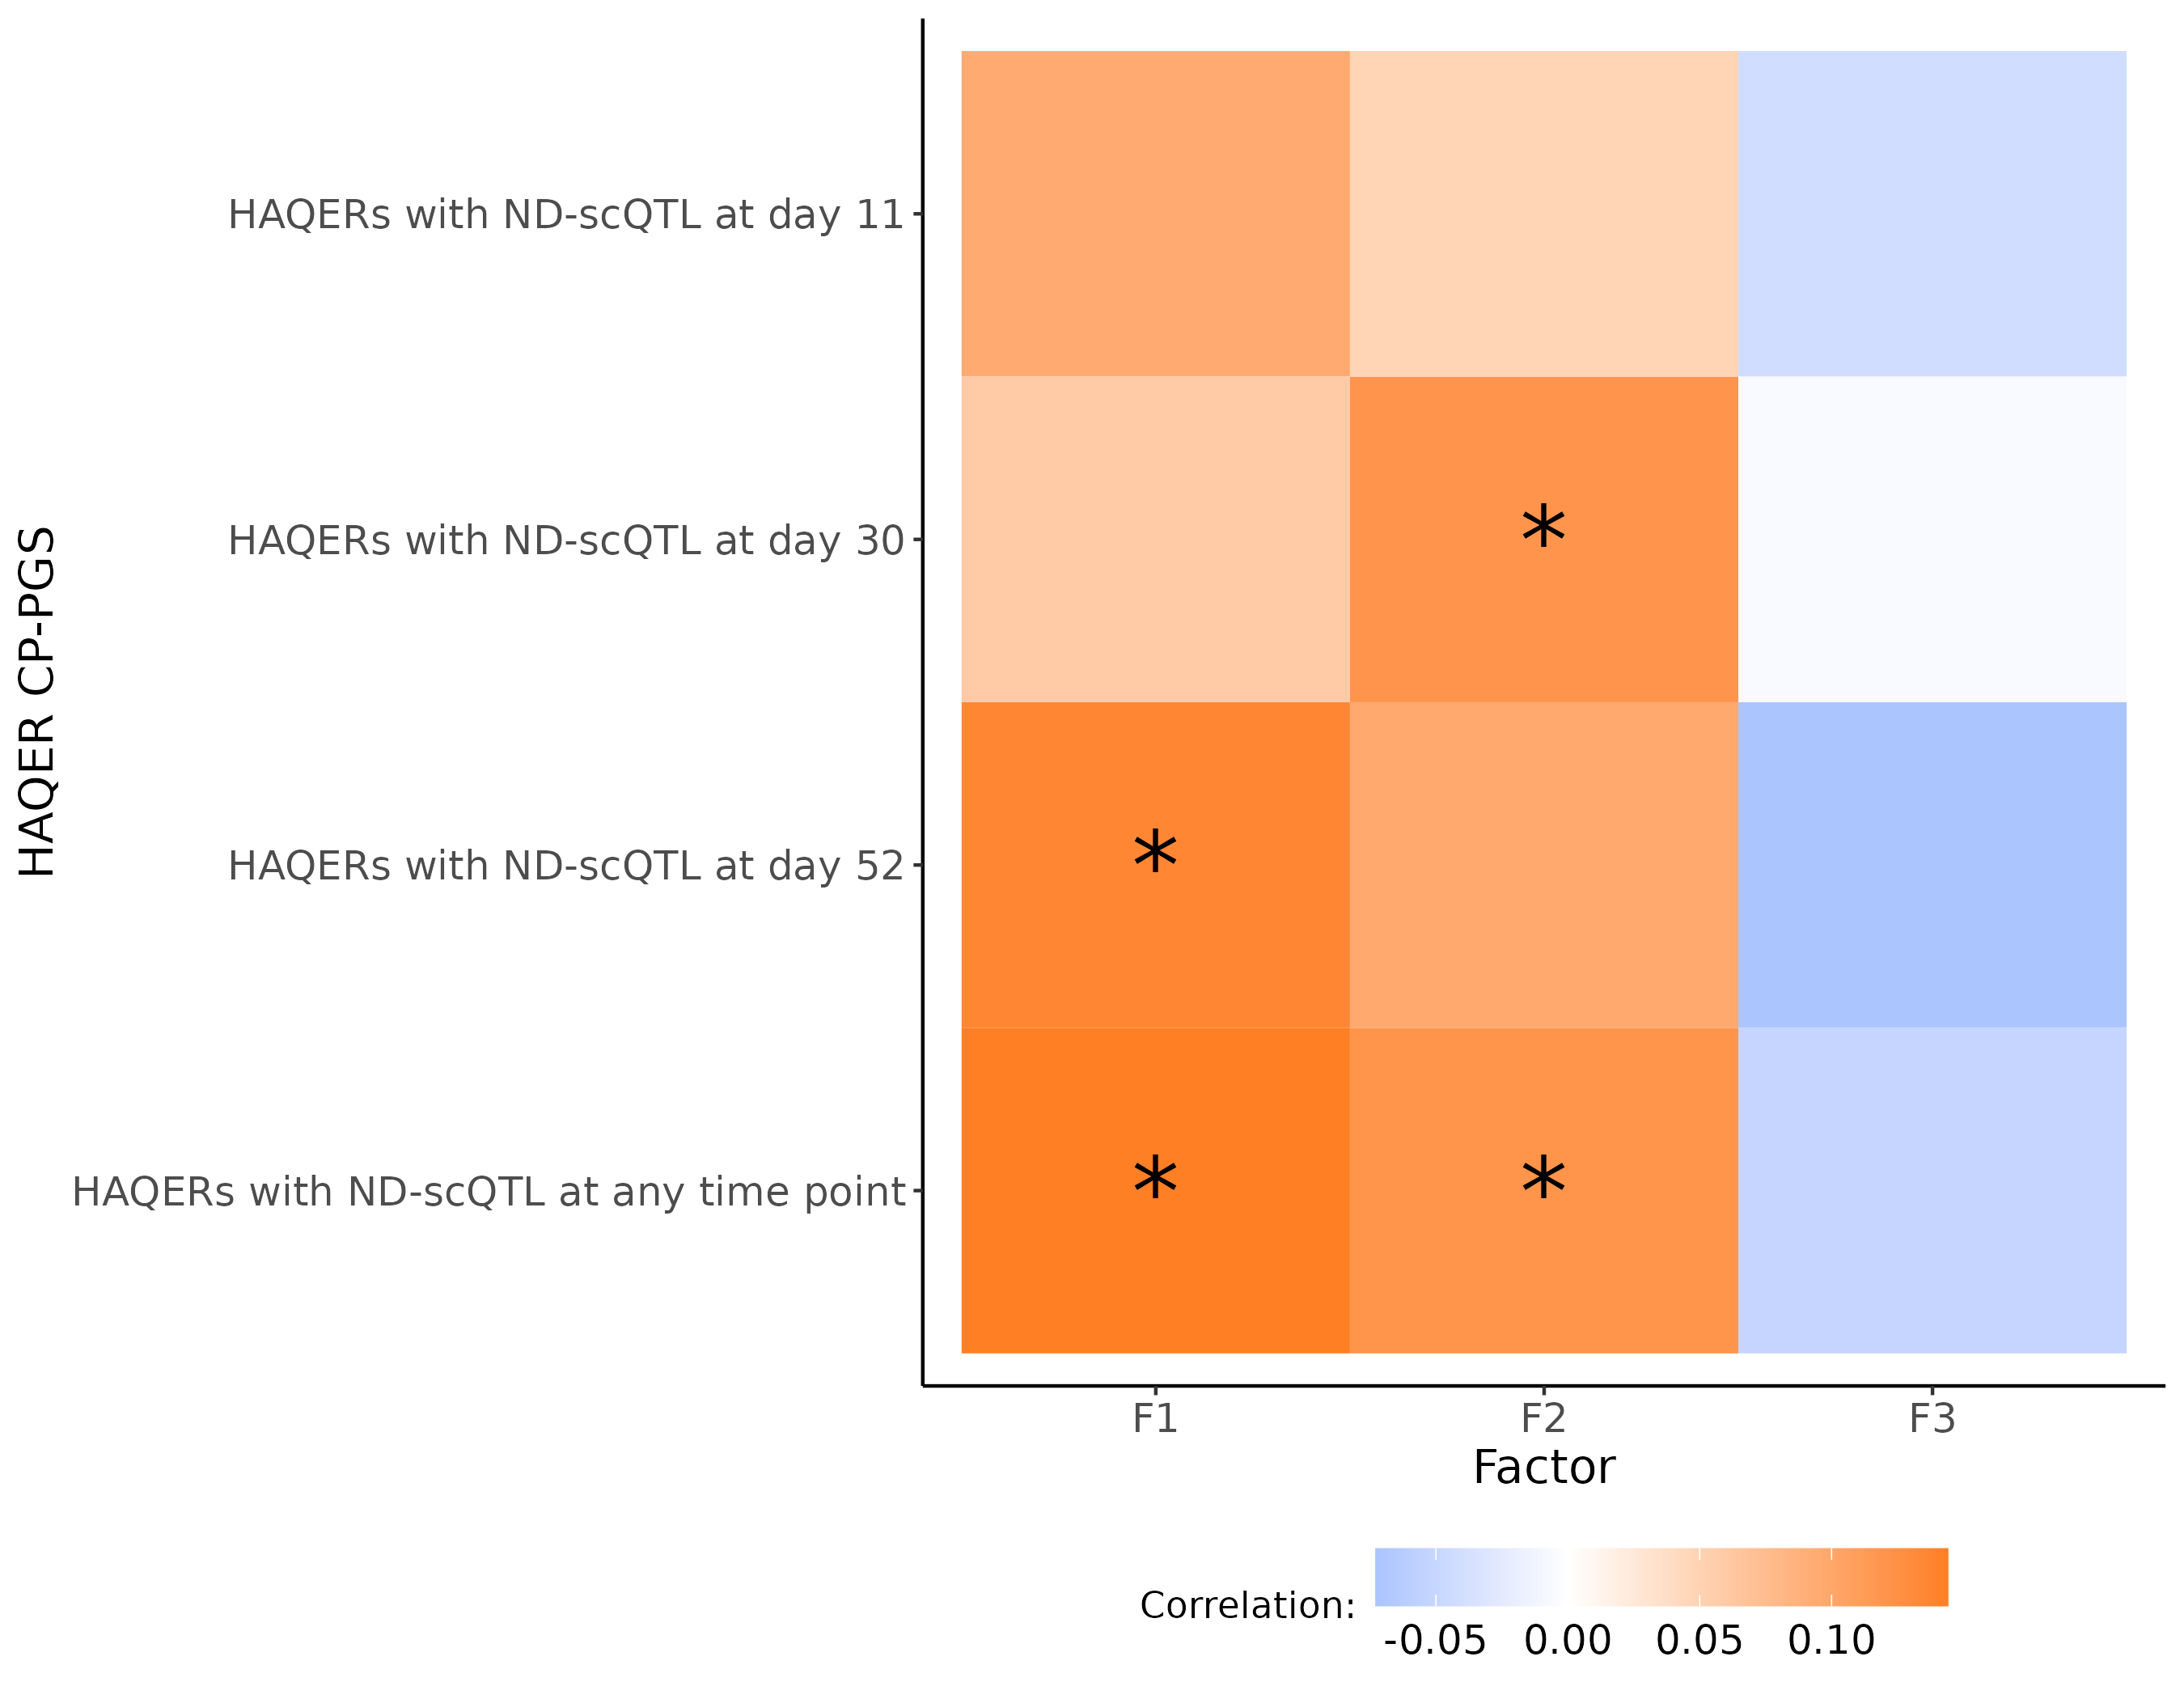 HAQER CP-PGS
HAQERs with ND-scQTL at day 11
HAQERs with ND-scQTL at day 30
*
HAQERs with ND-scQTL at day 52
*
HAQERs with ND-scQTL at any time point
* *
F1 F2 F3
Factor
Correlation:
-0.05 0.00 0.05 0.10